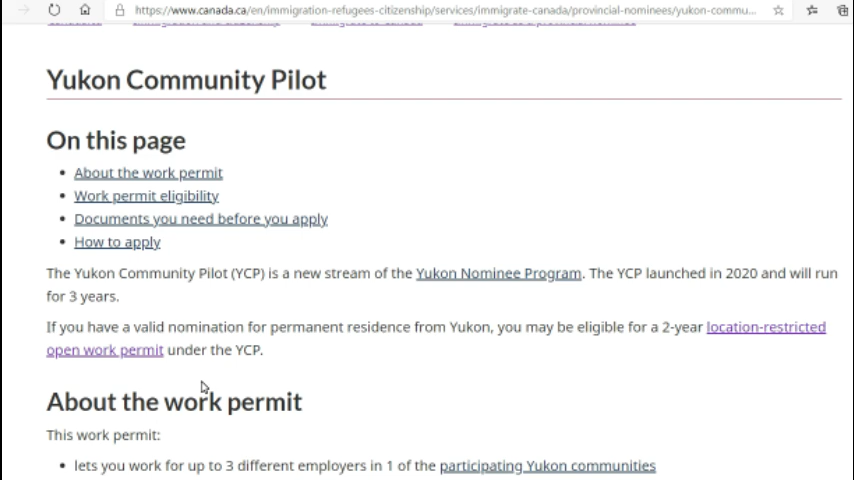 https://www.canada.ca/en/immigration-refugees-citizenship/services/immigrate-canada/provincial-nominees/yukon-commu...
Yukon Community Pilot
On this page
• About the work permit
• Work permit eligibility
• Documents you need before you apply
• How to apply
The Yukon Community Pilot (YCP) is a new stream of the Yukon Nominee Program. The YCP launched in 2020 and will run
for 3 years.
If you have a valid nomination for permanent residence from Yukon, you may be eligible for a 2-year location-restricted
open work permit under the YCP.
About the work permit
This work permit:
• lets you work for up to 3 different employers in 1 of the participating Yukon communities